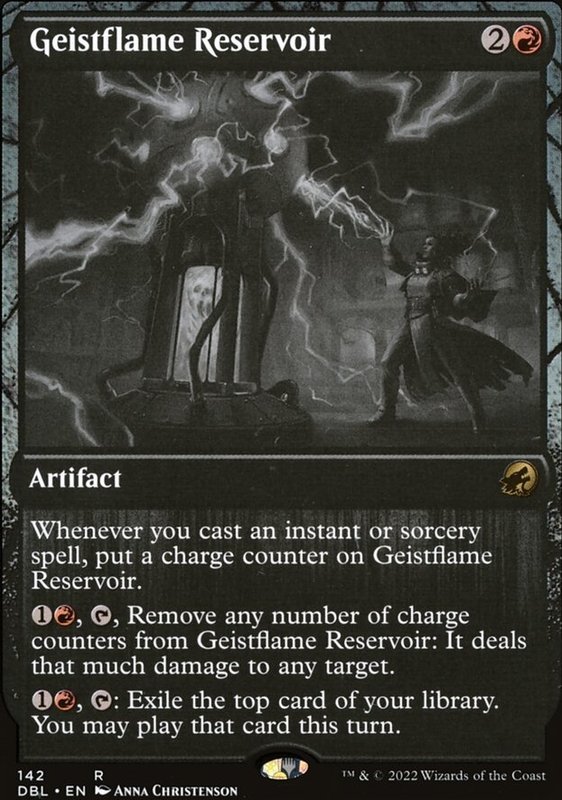 Geistflame Reservoir 2
Artifact
Whenever you cast an instant or sorcery
spell, put a charge counter on Geistflame
Reservoir.
1, Remove any number of charge
counters from Geistflame Reservoir: It deals
that much damage to any target.
1, : Exile the top card of your library.
You may play that card this turn.
142 R
DBL • EN Anna Christenson
™ & © 2022 Wizards of the Coast